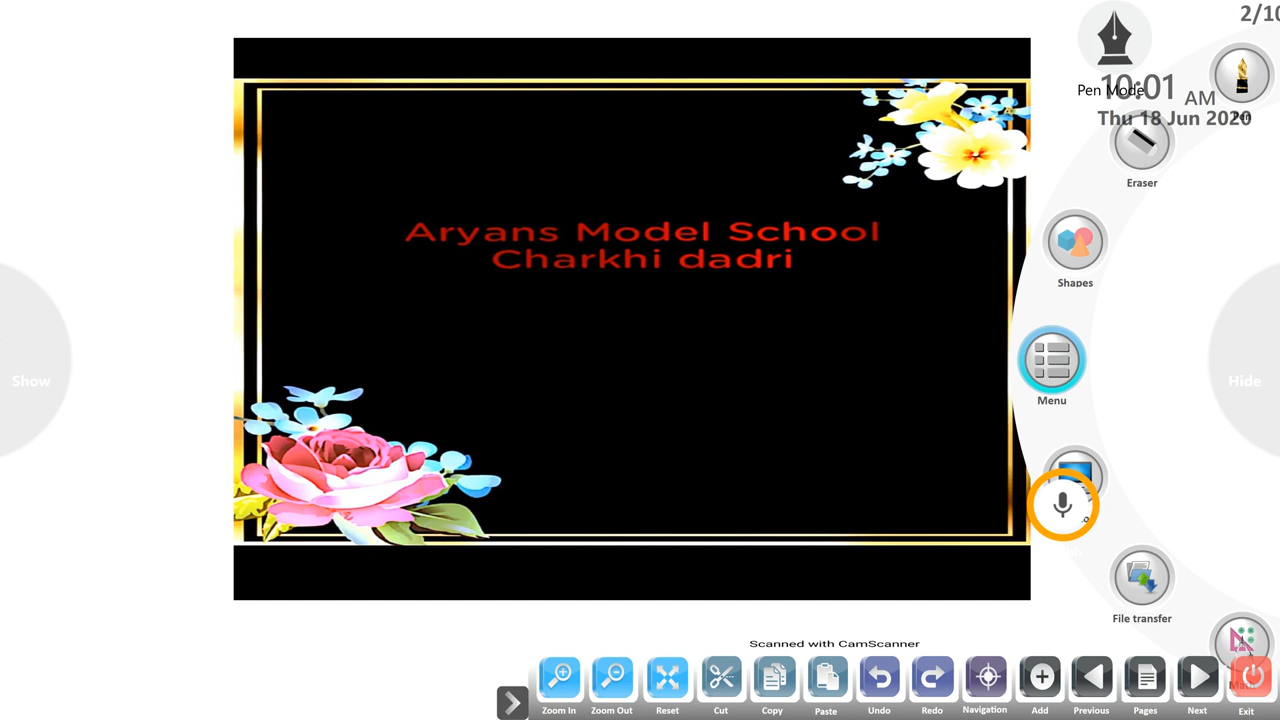 2/10
Pen Mode
10:01 AM
Thu 18 Jun 2020
Eraser
Aryans Model School
Charkhi dadri
Shapes
Show
Hide
Menu
File transfer
Scanned with CamScanner
Zoom In
Zoom Out
Reset
Cut
Copy
Paste
Undo
Redo
Navigation
Add
Previous
Pages
Next
Exit